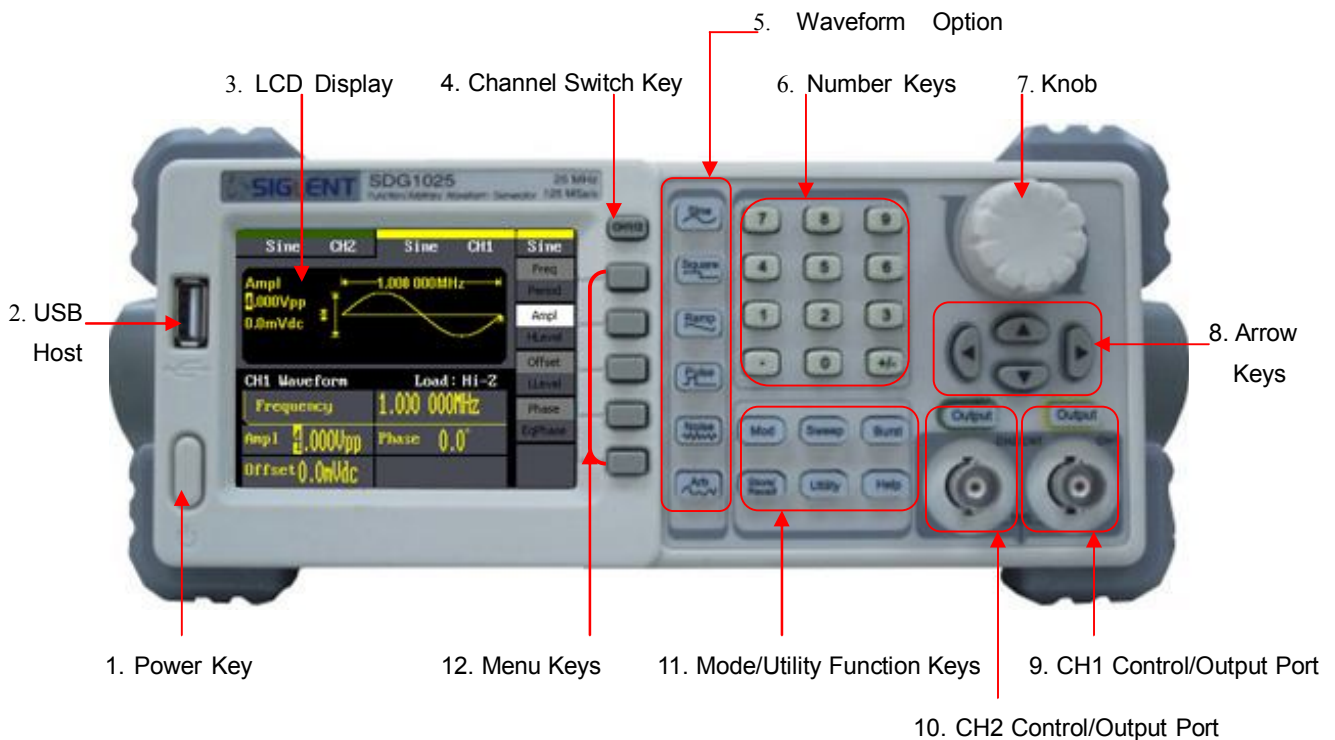 5. Waveform Option
3. LCD Display
4. Channel Switch Key
6. Number Keys
7. Knob
SIGLENT
SDG1025
25 MHz
Function/Arbitrary Waveform Generator
125 MSa/s
CH1/2
Sine CH2
Sine CH1
Sine
Freq
Period
Ampl
HLevel
Offset
LLevel
Phase
EqPhase
Ampl
4.000Vpp
0.0mVdc
1.000 000MHz
CH1 Waveform
Load: Hi-Z
Frequency
1.000 000MHz
Ampl 4.000Vpp
Phase 0.0°
Offset 0.0mVdc
Sine
Square
Ramp
Pulse
Noise
Arb
7 8 9
4 5 6
1 2 3
. 0 +/-
Mod Sweep Burst
Store/
Recall
Utility Help
Output
Output
CH1
2. USB
Host
8. Arrow
Keys
1. Power Key
12. Menu Keys
11. Mode/Utility Function Keys
9. CH1 Control/Output Port
10. CH2 Control/Output Port